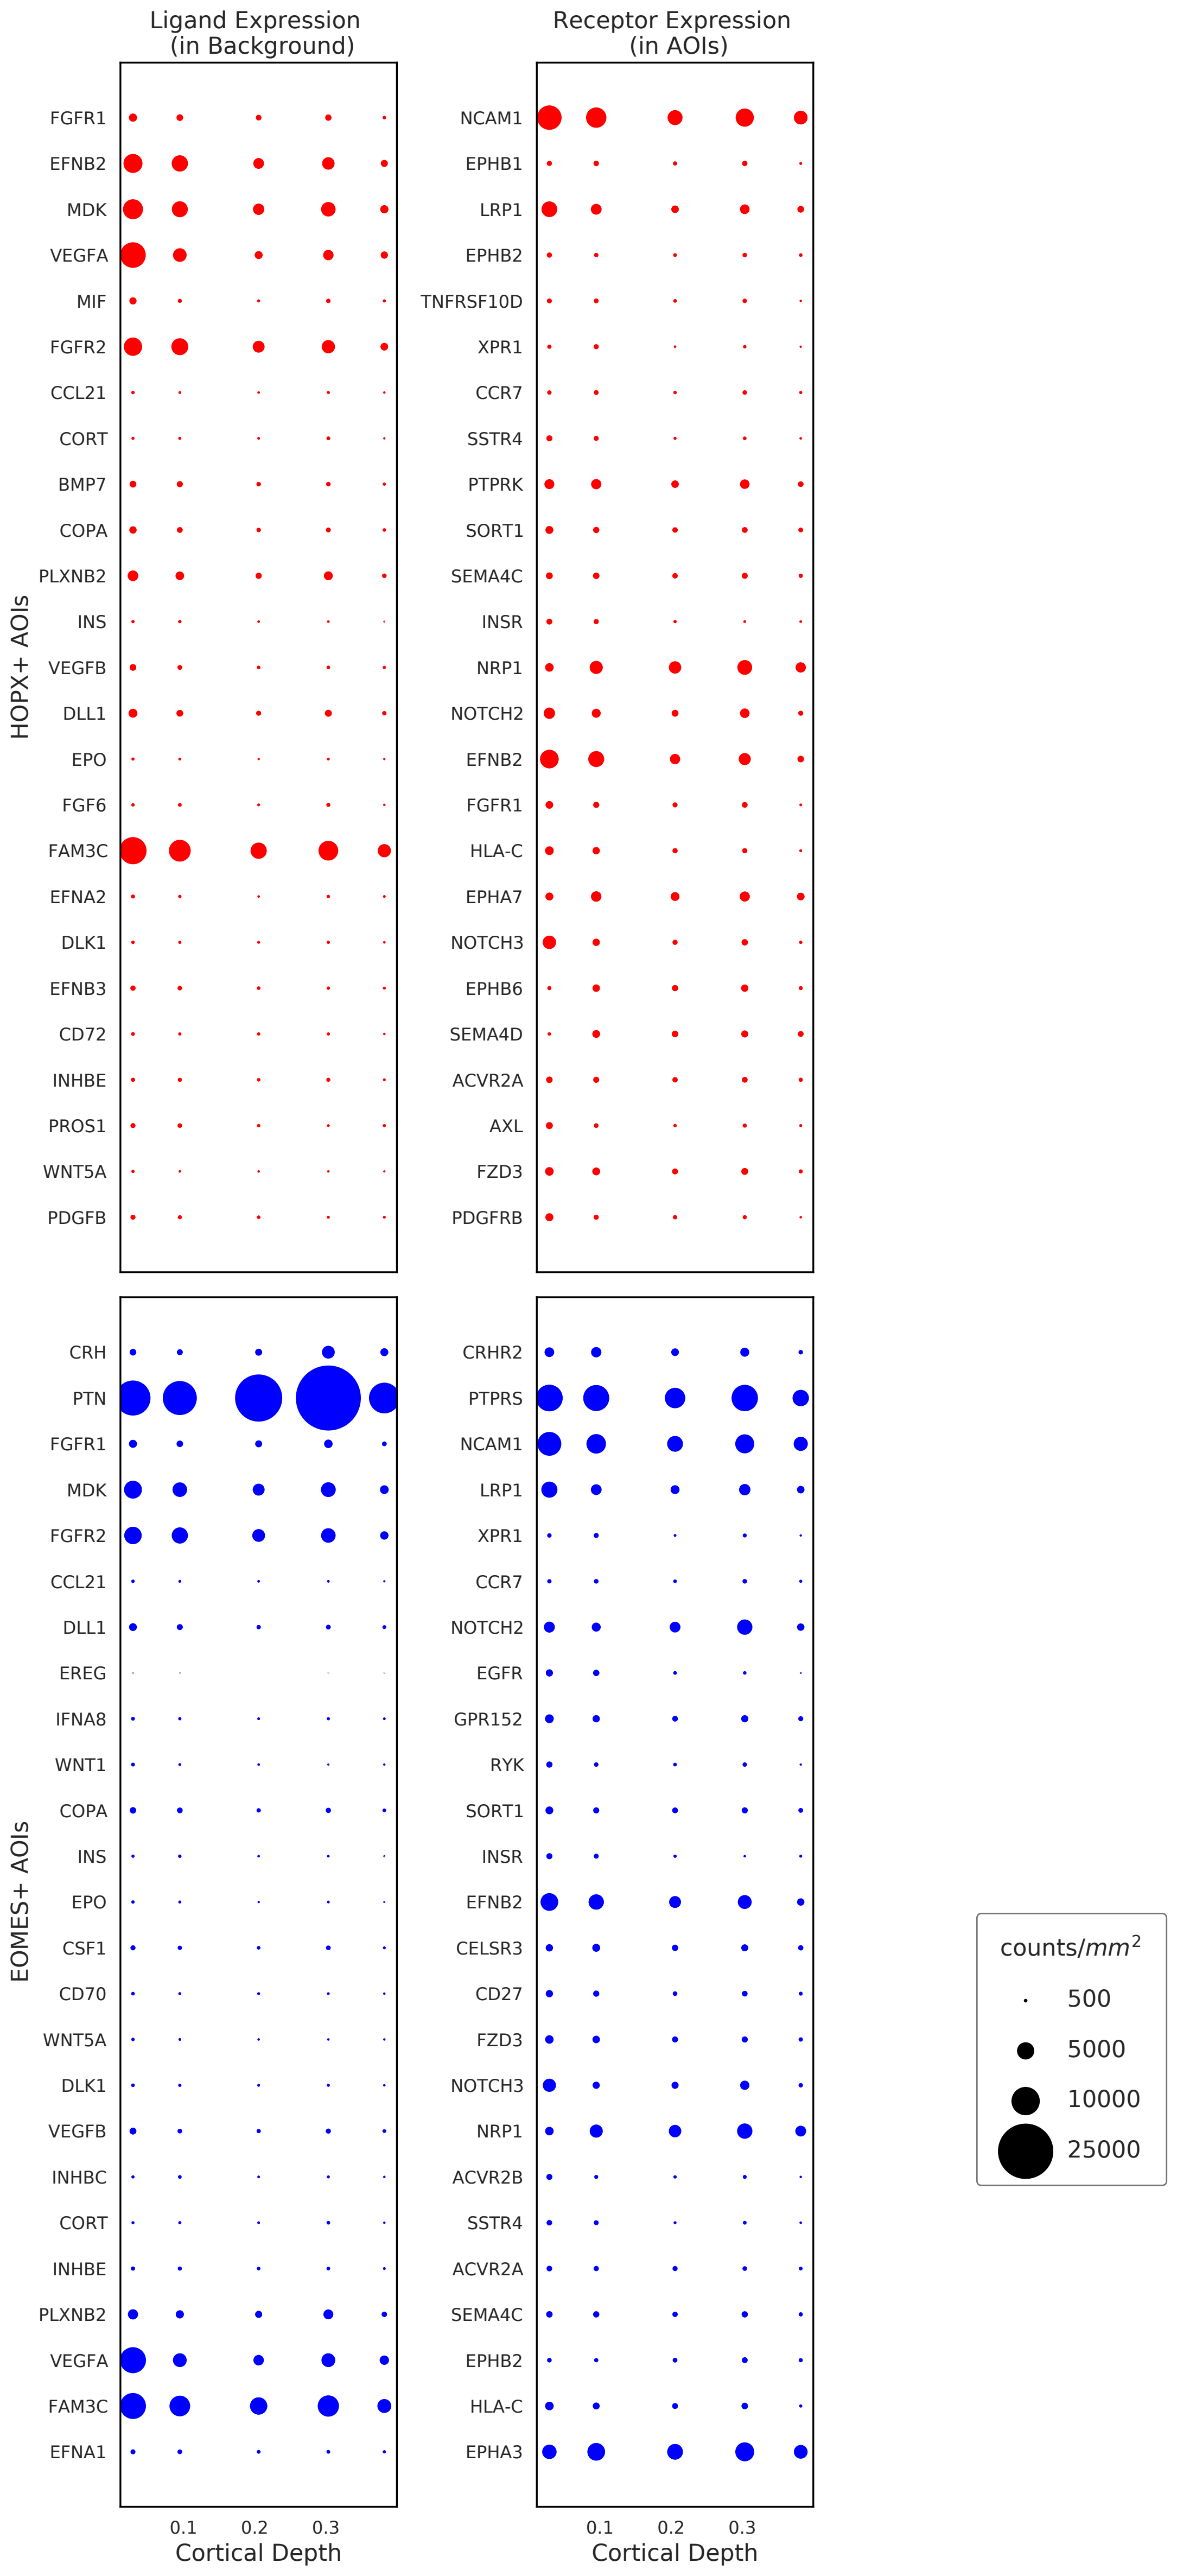 Ligand Expression
(in Background)
Receptor Expression
(in AOIs)
HOPX+ AOIs
FGFR1
EFNB2
MDK
VEGFA
MIF
FGFR2
CCL21
CORT
BMP7
COPA
PLXNB2
INS
VEGFB
DLL1
EPO
FGF6
FAM3C
EFNA2
DLK1
EFNB3
CD72
INHBE
PROS1
WNT5A
PDGFB
NCAM1
EPHB1
LRP1
EPHB2
TNFRSF10D
XPR1
CCR7
SSTR4
PTPRK
SORT1
SEMA4C
INSR
NRP1
NOTCH2
EFNB2
FGFR1
HLA-C
EPHA7
NOTCH3
EPHB6
SEMA4D
ACVR2A
AXL
FZD3
PDGFRB
EOMES+ AOIs
CRH
PTN
FGFR1
MDK
FGFR2
CCL21
DLL1
EREG
IFNA8
WNT1
COPA
INS
EPO
CSF1
CD70
WNT5A
DLK1
VEGFB
INHBC
CORT
INHBE
PLXNB2
VEGFA
FAM3C
EFNA1
0.1 0.2 0.3
Cortical Depth
CRHR2
PTPRS
NCAM1
LRP1
XPR1
CCR7
NOTCH2
EGFR
GPR152
RYK
SORT1
INSR
EFNB2
CELSR3
CD27
FZD3
NOTCH3
NRP1
ACVR2B
SSTR4
ACVR2A
SEMA4C
EPHB2
HLA-C
EPHA3
0.1 0.2 0.3
Cortical Depth
counts/mm²
500
5000
10000
25000